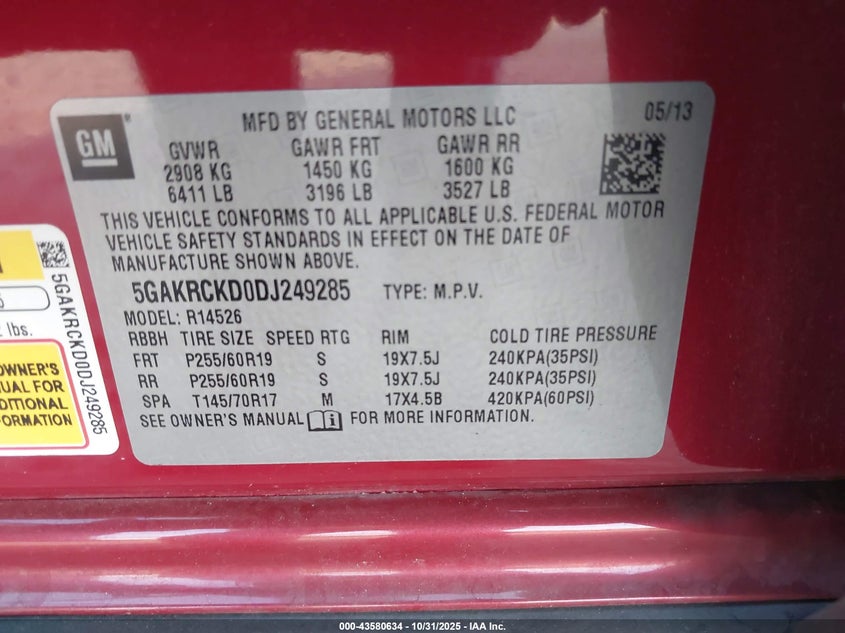 GM
®
MFD BY GENERAL MOTORS LLC
05/13
GVWR GAWR FRT GAWR RR
2908 KG 1450 KG 1600 KG
6411 LB 3196 LB 3527 LB
THIS VEHICLE CONFORMS TO ALL APPLICABLE U.S. FEDERAL MOTOR
VEHICLE SAFETY STANDARDS IN EFFECT ON THE DATE OF
MANUFACTURE SHOWN ABOVE.
5GAKRCKD0DJ249285 TYPE: M.P.V.
MODEL: R14526
RBBH TIRE SIZE SPEED RTG RIM COLD TIRE PRESSURE
FRT P255/60R19 S 19X7.5J 240KPA(35PSI)
RR P255/60R19 S 19X7.5J 240KPA(35PSI)
SPA T145/70R17 M 17X4.5B 420KPA(60PSI)
SEE OWNER'S MANUAL FOR MORE INFORMATION.
lbs.
OWNER'S
FOR
5GAKRCKD0DJ249285
000-43580634 - 10/31/2025 - IAA Inc.